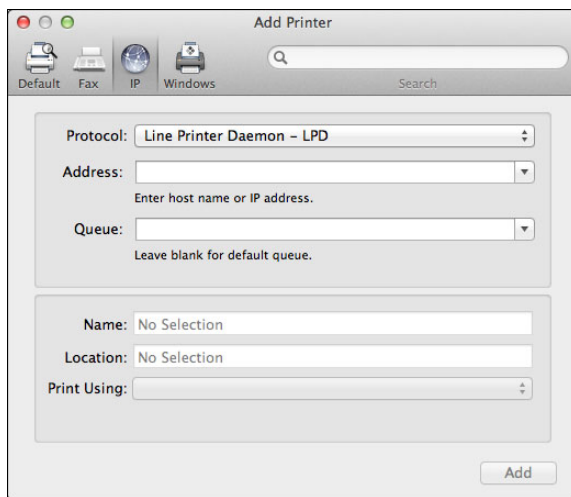 Add Printer
Default Fax IP Windows Search
Protocol: Line Printer Daemon – LPD
Address:
Enter host name or IP address.
Queue:
Leave blank for default queue.
Name: No Selection
Location: No Selection
Print Using:
Add